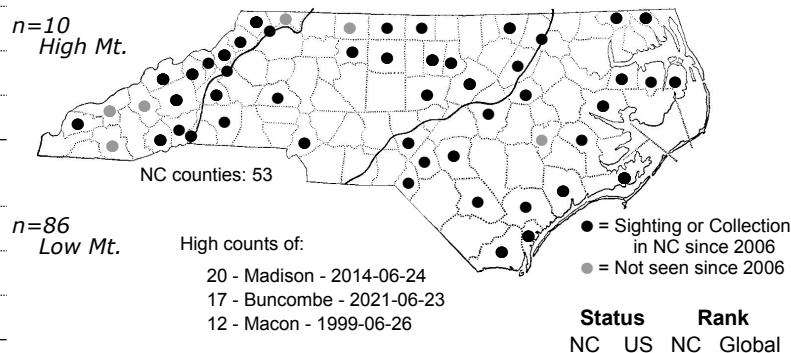 n=10
High Mt.
NC counties: 53
n=86
Low Mt.
High counts of:
20 - Madison - 2014-06-24
17 - Buncombe - 2021-06-23
12 - Macon - 1999-06-26
= Sighting or Collection
in NC since 2006
= Not seen since 2006
Status Rank
NC US NC Global